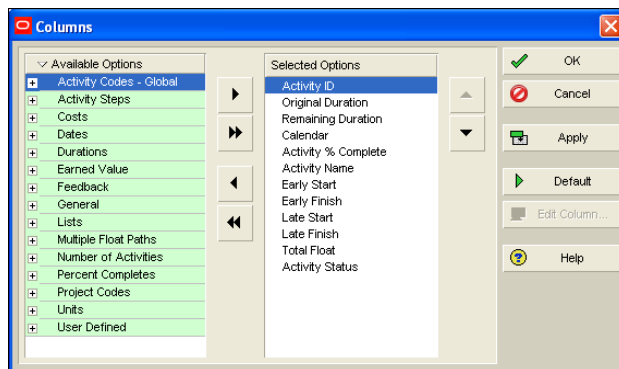 Columns
Available Options
Activity Codes - Global
Activity Steps
Costs
Dates
Durations
Earned Value
Feedback
General
Lists
Multiple Float Paths
Number of Activities
Percent Completes
Project Codes
Units
User Defined
Selected Options
Activity ID
Original Duration
Remaining Duration
Calendar
Activity % Complete
Activity Name
Early Start
Early Finish
Late Start
Late Finish
Total Float
Activity Status
OK
Cancel
Apply
Default
Edit Column...
Help